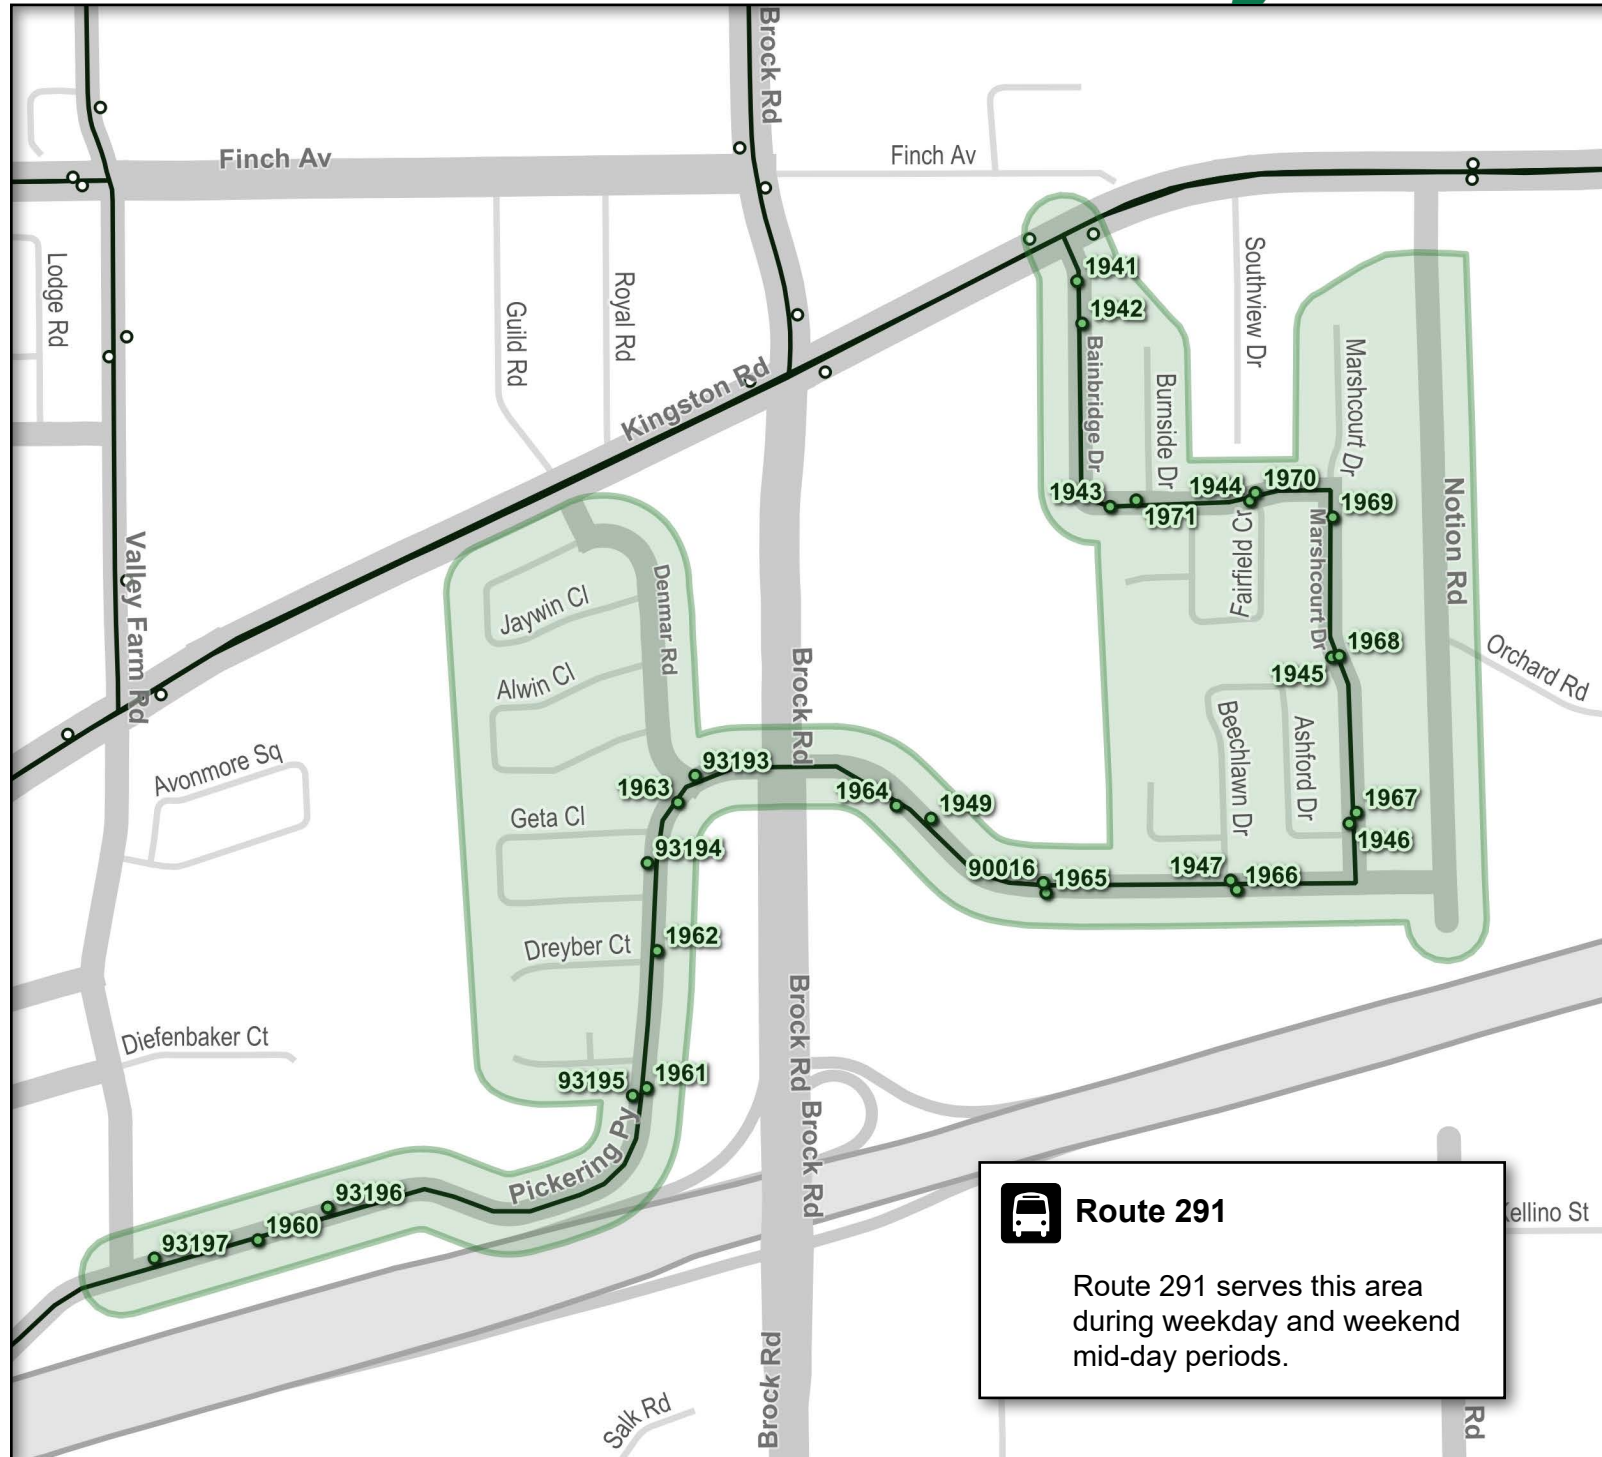 Brock Rd
Finch Av
Finch Av
Lodge Rd
Guild Rd
Royal Rd
Kingston Rd
Southview Dr
1941
1942
Bainbridge Dr
Burnside Dr
Marshcourt Dr
1943
1971
1944
1970
1969
Fairfield Cr
Marshcourt Dr
Notion Rd
Valley Farm Rd
Jaywin Cl
Denmar Rd
Alwin Cl
Brock Rd
1968
1945
Orchard Rd
Avonmore Sq
93193
1963
1964
1949
Beechlawn Dr
Ashford Dr
1967
1946
Geta Cl
93194
90016
1965
1947
1966
Dreyber Ct
1962
Brock Rd
Diefenbaker Ct
93195
1961
Pickering Py
Brock Rd
93196
1960
93197
Route 291
Route 291 serves this area
during weekday and weekend
mid-day periods.
Kellino St
Brock Rd
Salk Rd
Rd